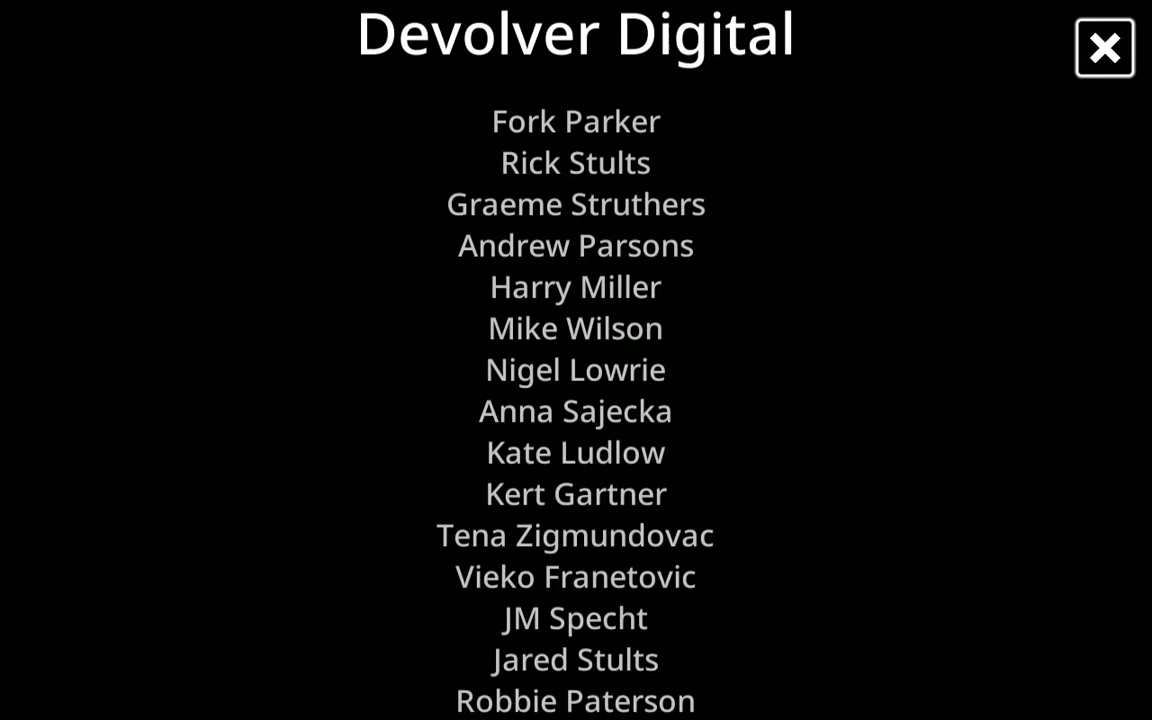 Devolver Digital
Fork Parker
Rick Stults
Graeme Struthers
Andrew Parsons
Harry Miller
Mike Wilson
Nigel Lowrie
Anna Sajecka
Kate Ludlow
Kert Gartner
Tena Zigmundovac
Vieko Franetovic
JM Specht
Jared Stults
Robbie Paterson